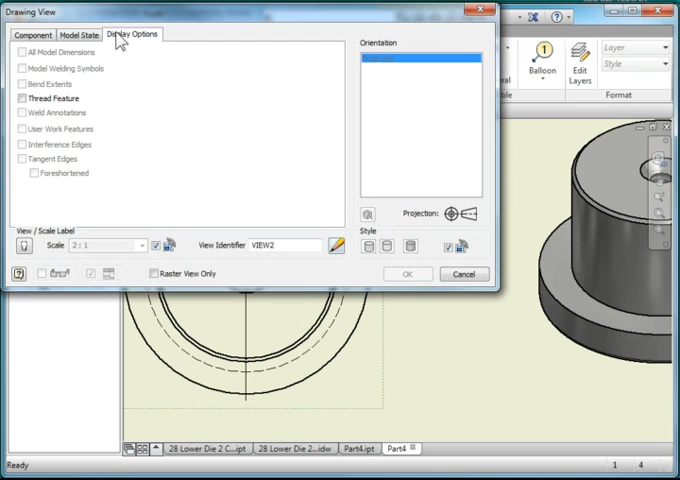 Drawing View
Component
Model State
Display Options
All Model Dimensions
Model Welding Symbols
Bend Extents
Thread Feature
Weld Annotations
User Work Features
Interference Edges
Tangent Edges
Foreshortened
Orientation
Projection:
View / Scale Label
Scale
2 : 1
View Identifier
VIEW2
Style
Raster View Only
OK
Cancel
Balloon
Edit
Layers
Layer
Style
Format
28 Lower Die 2 C...ipt
28 Lower Die 2...idw
Part4.ipt
Part4
Ready
1
4